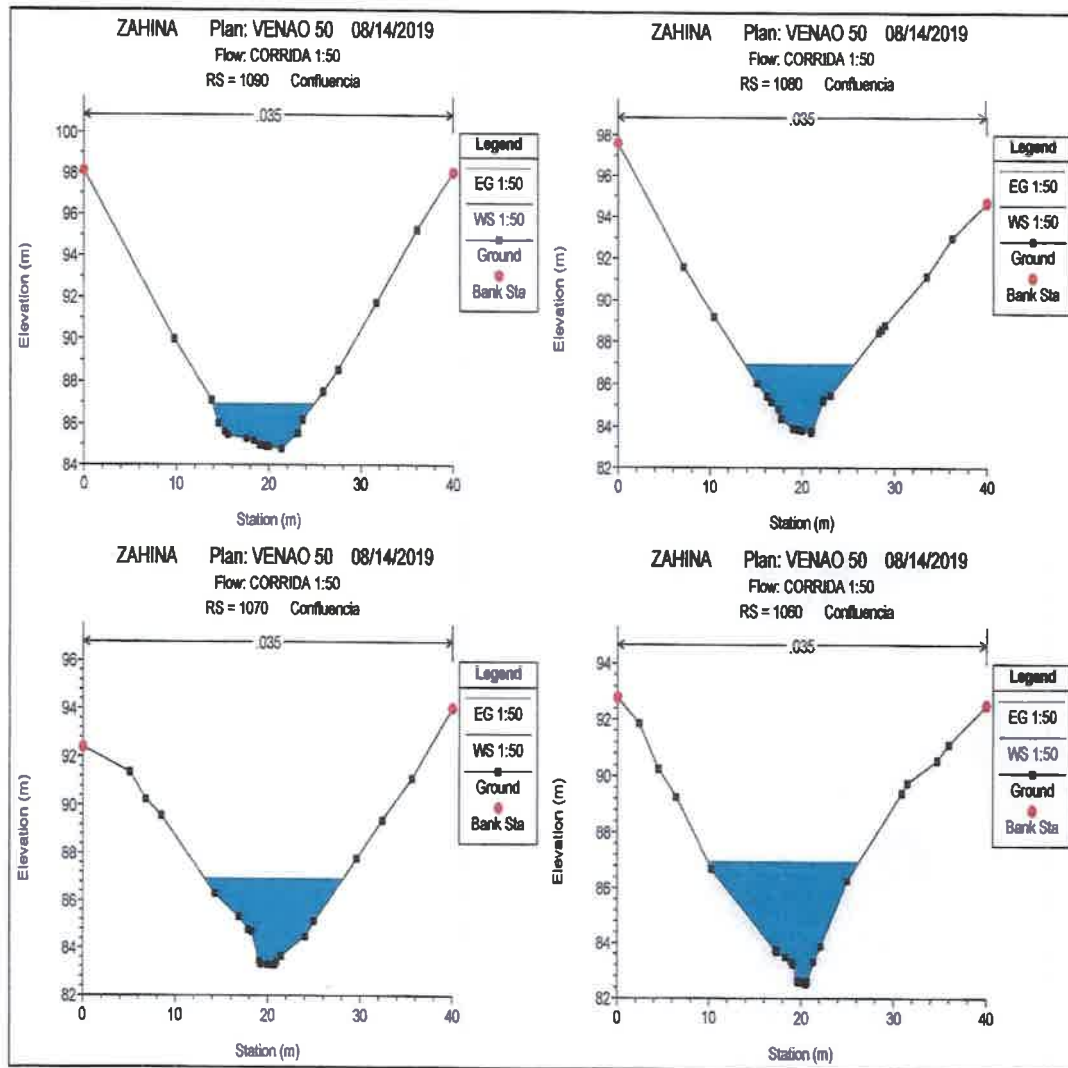 ZAHINA Plan: VENAO 50 08/14/2019
Flow: CORRIDA 1:50
RS = 1090 Confluencia
.035
100
98
96
94
92
90
88
86
84
0
10
20
30
40
Elevation (m)
Station (m)
Legend
EG 1:50
WS 1:50
Ground
Bank Sta
ZAHINA Plan: VENAO 50 08/14/2019
Flow: CORRIDA 1:50
RS = 1080 Confluencia
.035
98
96
94
92
90
88
86
84
82
0
10
20
30
40
Elevation (m)
Station (m)
Legend
EG 1:50
WS 1:50
Ground
Bank Sta
ZAHINA Plan: VENAO 50 08/14/2019
Flow: CORRIDA 1:50
RS = 1070 Confluencia
.035
96
94
92
90
88
86
84
82
0
10
20
30
40
Elevation (m)
Station (m)
Legend
EG 1:50
WS 1:50
Ground
Bank Sta
ZAHINA Plan: VENAO 50 08/14/2019
Flow: CORRIDA 1:50
RS = 1060 Confluencia
.035
94
92
90
88
86
84
82
0
10
20
30
40
Elevation (m)
Station (m)
Legend
EG 1:50
WS 1:50
Ground
Bank Sta